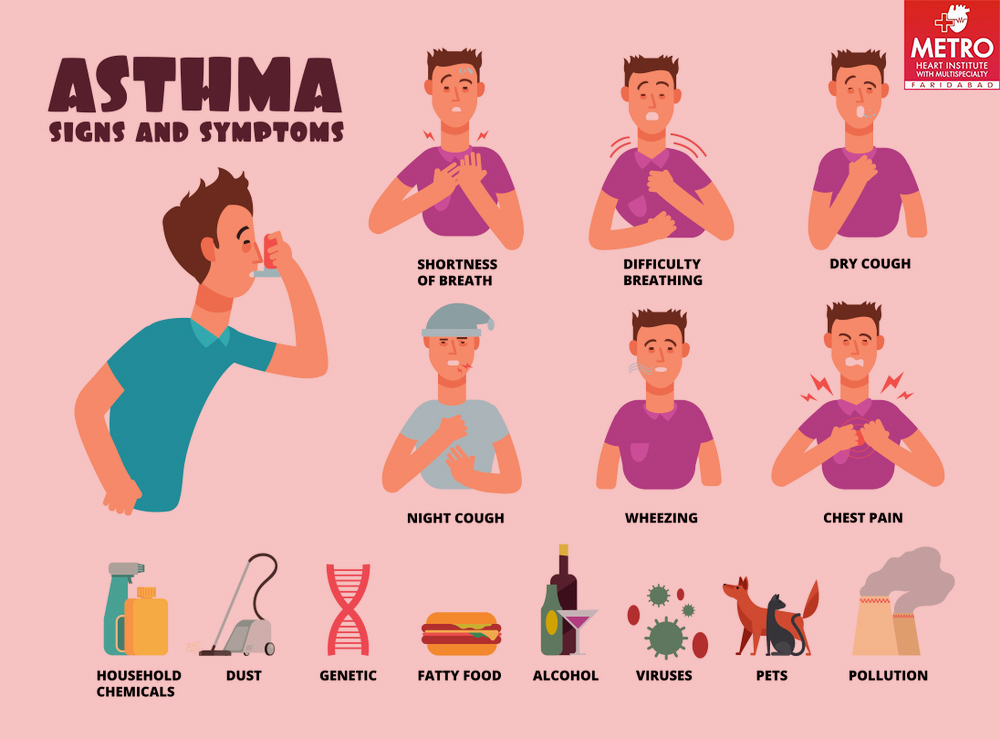 ASTHMA
SIGNS AND SYMPTOMS
METRO
HEART INSTITUTE
WITH MULTISPECIALTY
FARIDABAD
SHORTNESS
OF BREATH
DIFFICULTY
BREATHING
DRY COUGH
NIGHT COUGH
WHEEZING
CHEST PAIN
HOUSEHOLD
CHEMICALS
DUST
GENETIC
FATTY FOOD
ALCOHOL
VIRUSES
PETS
POLLUTION